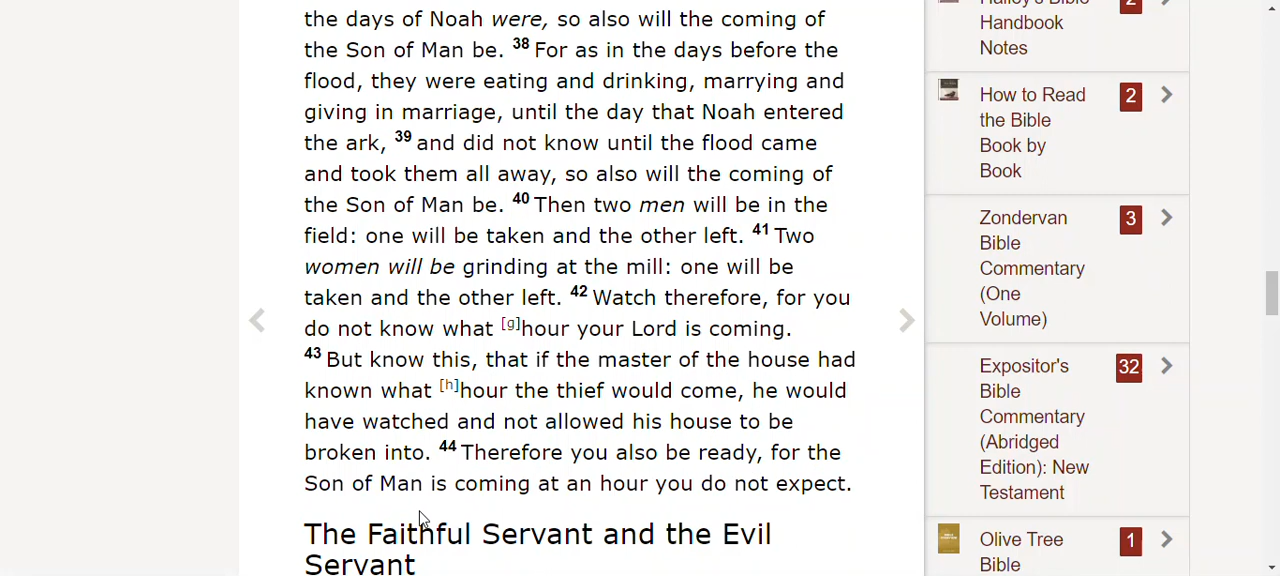 the days of Noah were, so also will the coming of
the Son of Man be. 38 For as in the days before the
flood, they were eating and drinking, marrying and
giving in marriage, until the day that Noah entered
the ark, 39 and did not know until the flood came
and took them all away, so also will the coming of
the Son of Man be. 40 Then two men will be in the
field: one will be taken and the other left. 41 Two
women will be grinding at the mill: one will be
taken and the other left. 42 Watch therefore, for you
do not know what [g]hour your Lord is coming.
43 But know this, that if the master of the house had
known what [h]hour the thief would come, he would
have watched and not allowed his house to be
broken into. 44 Therefore you also be ready, for the
Son of Man is coming at an hour you do not expect.
The Faithful Servant and the Evil
Servant
Halley's Bible
Handbook
Notes
2
How to Read
the Bible
Book by
Book
2
Zondervan
Bible
Commentary
(One
Volume)
3
Expositor's
Bible
Commentary
(Abridged
Edition): New
Testament
32
Olive Tree
Bible
1